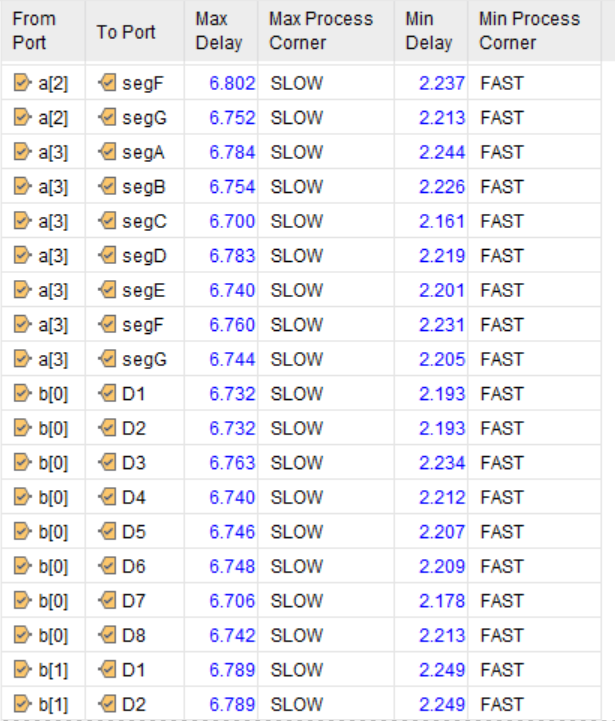 From Port To Port Max Delay Max Process Corner Min Delay Min Process Corner
a[2] segF 6.802 SLOW 2.237 FAST
a[2] segG 6.752 SLOW 2.213 FAST
a[3] segA 6.784 SLOW 2.244 FAST
a[3] segB 6.754 SLOW 2.226 FAST
a[3] segC 6.700 SLOW 2.161 FAST
a[3] segD 6.783 SLOW 2.219 FAST
a[3] segE 6.740 SLOW 2.201 FAST
a[3] segF 6.760 SLOW 2.231 FAST
a[3] segG 6.744 SLOW 2.205 FAST
b[0] D1 6.732 SLOW 2.193 FAST
b[0] D2 6.732 SLOW 2.193 FAST
b[0] D3 6.763 SLOW 2.234 FAST
b[0] D4 6.740 SLOW 2.212 FAST
b[0] D5 6.746 SLOW 2.207 FAST
b[0] D6 6.748 SLOW 2.209 FAST
b[0] D7 6.706 SLOW 2.178 FAST
b[0] D8 6.742 SLOW 2.213 FAST
b[1] D1 6.789 SLOW 2.249 FAST
b[1] D2 6.789 SLOW 2.249 FAST